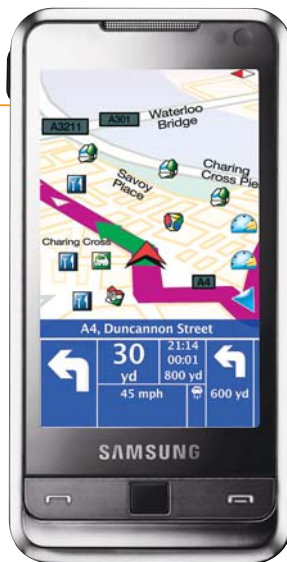 Waterloo
Bridge
A301
A3211
Charing
Cross Pie
Savoy
Place
Charing Cross
A4
A4, Duncannon Street
30
yd
21:14
00:01
800 yd
45 mph
600 yd
SAMSUNG